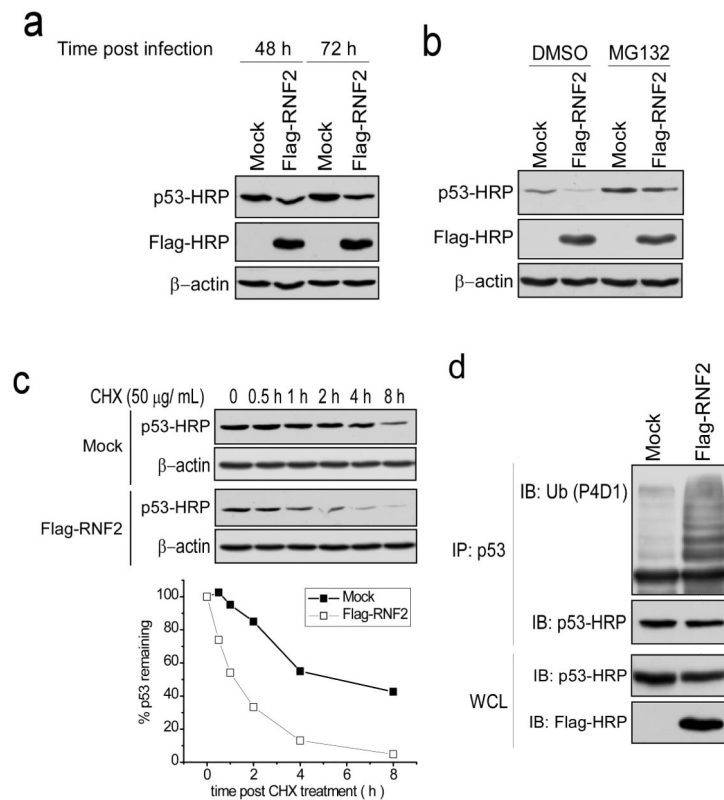 a
Time post infection 48 h 72 h
Mock Flag-RNF2 Mock Flag-RNF2
p53-HRP
Flag-HRP
β–actin
b
DMSO MG132
Mock Flag-RNF2 Mock Flag-RNF2
p53-HRP
Flag-HRP
β–actin
c
CHX (50 μg/ mL) 0 0.5 h 1 h 2 h 4 h 8 h
Mock
p53-HRP
β–actin
Flag-RNF2
p53-HRP
β–actin
% p53 remaining
100
80
60
40
20
0
Mock
Flag-RNF2
0 2 4 6 8
time post CHX treatment ( h )
d
Mock Flag-RNF2
IP: p53
IB: Ub (P4D1)
IB: p53-HRP
WCL
IB: p53-HRP
IB: Flag-HRP